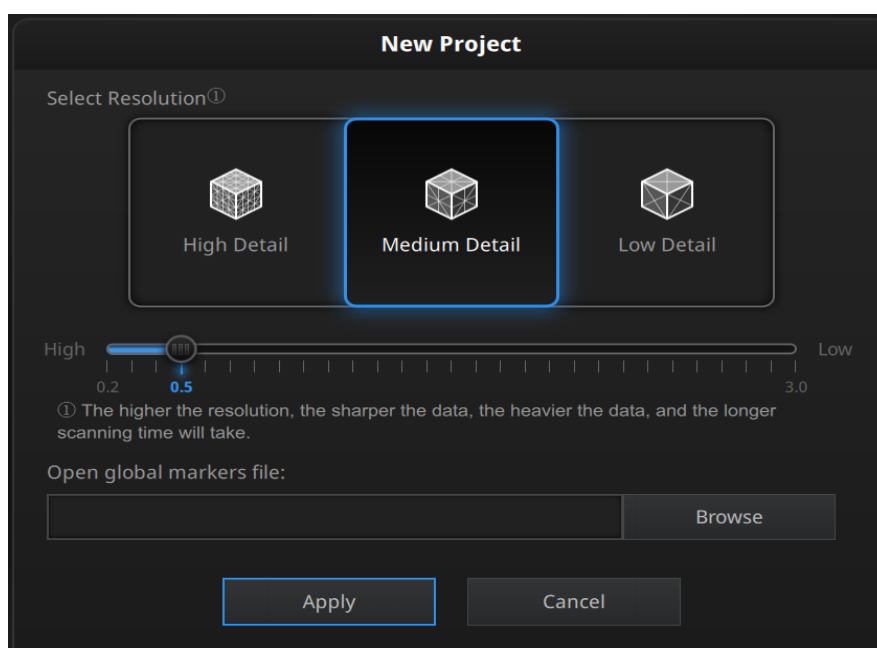 New Project
Select Resolution①
High Detail
Medium Detail
Low Detail
High
Low
0.2
0.5
3.0
① The higher the resolution, the sharper the data, the heavier the data, and the longer
scanning time will take.
Open global markers file:
Browse
Apply
Cancel